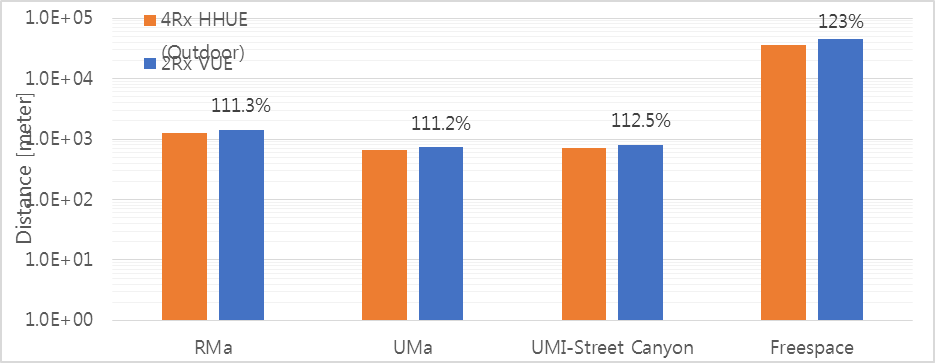 1.0E+05
1.0E+04
1.0E+03
1.0E+02
1.0E+01
1.0E+00
Distance [meter]
4Rx HHUE
(Outdoor)
2Rx VUE
111.3%
111.2%
112.5%
123%
RMa
UMa
UMI-Street Canyon
Freespace